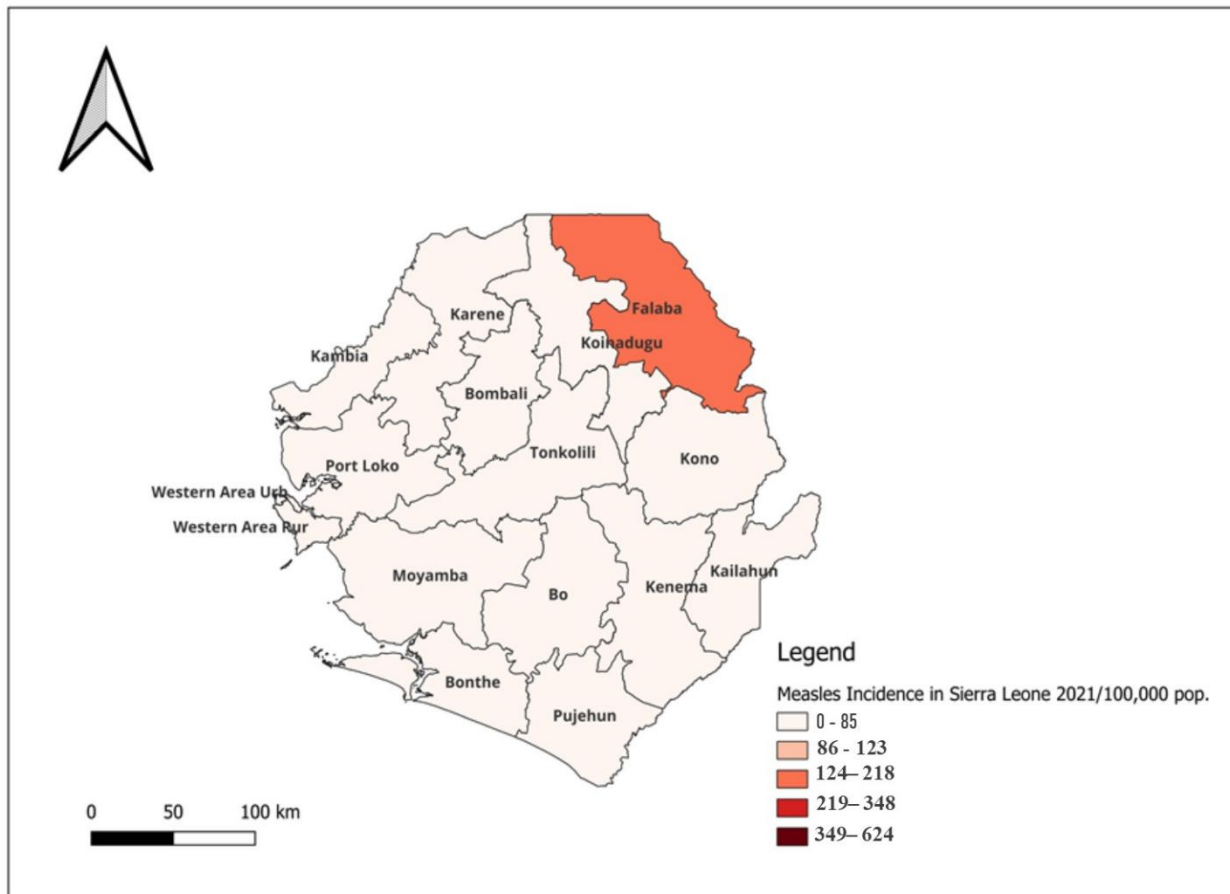 Karene
Falaba
Koinadugu
Kambia
Bombali
Tonkolili
Kono
Port Loko
Western Area Urb
Western Area Rur
Moyamba
Bo
Kenema
Kailahun
Bonthe
Pujehun
Legend
Measles Incidence in Sierra Leone 2021/100,000 pop.
0 - 85
86 - 123
124– 218
219– 348
349– 624
0 50 100 km